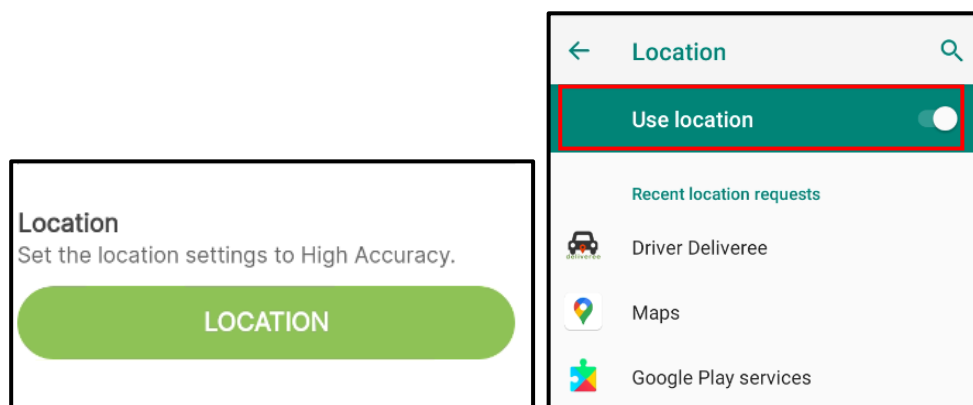 Location
Set the location settings to High Accuracy.
LOCATION
Location
Use location
Recent location requests
deliveree
Driver Deliveree
Maps
Google Play services